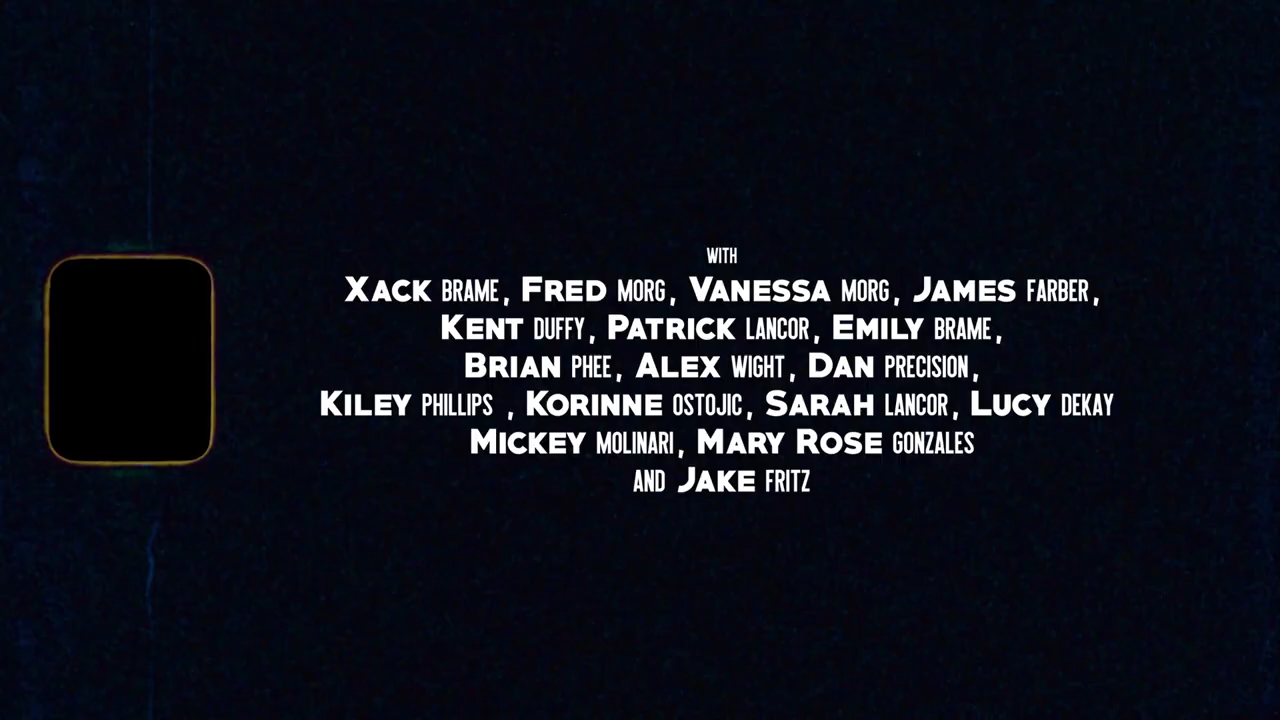 WITH
XACK BRAME, FRED MORG, VANESSA MORG, JAMES FARBER,
KENT DUFFY, PATRICK LANCOR, EMILY BRAME,
BRIAN PHEE, ALEX WIGHT, DAN PRECISION,
KILEY PHILLIPS , KORINNE OSTOJIC, SARAH LANCOR, LUCY DEKAY
MICKEY MOLINARI, MARY ROSE GONZALES
AND JAKE FRITZ